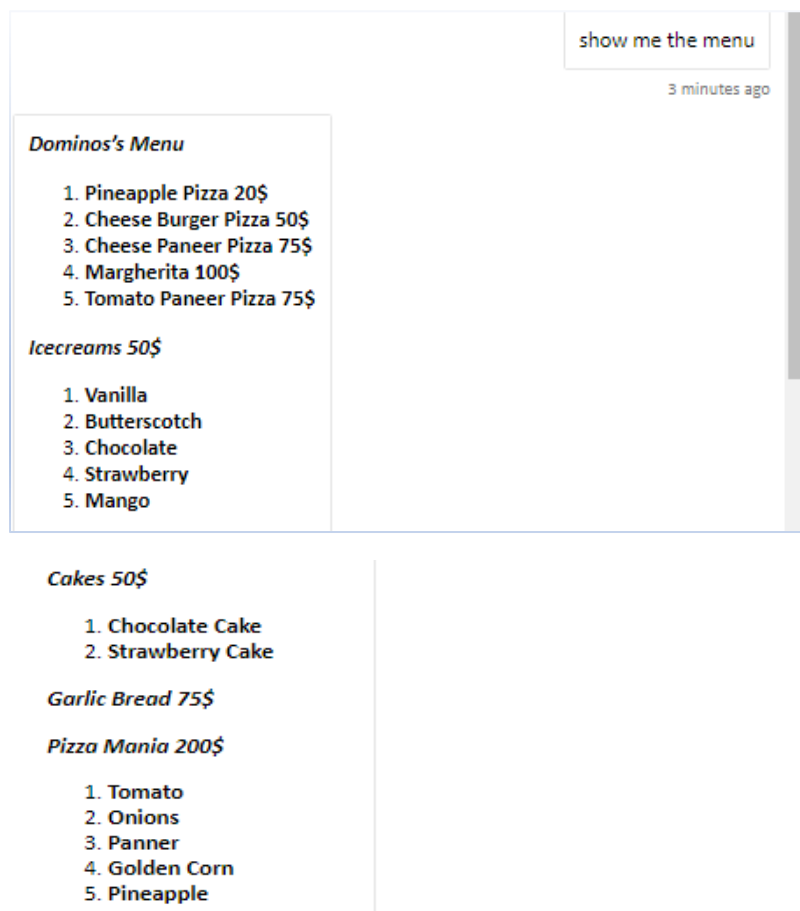 show me the menu
3 minutes ago
Dominos's Menu
1. Pineapple Pizza 20$
2. Cheese Burger Pizza 50$
3. Cheese Paneer Pizza 75$
4. Margherita 100$
5. Tomato Paneer Pizza 75$
Icecreams 50$
1. Vanilla
2. Butterscotch
3. Chocolate
4. Strawberry
5. Mango
Cakes 50$
1. Chocolate Cake
2. Strawberry Cake
Garlic Bread 75$
Pizza Mania 200$
1. Tomato
2. Onions
3. Panner
4. Golden Corn
5. Pineapple